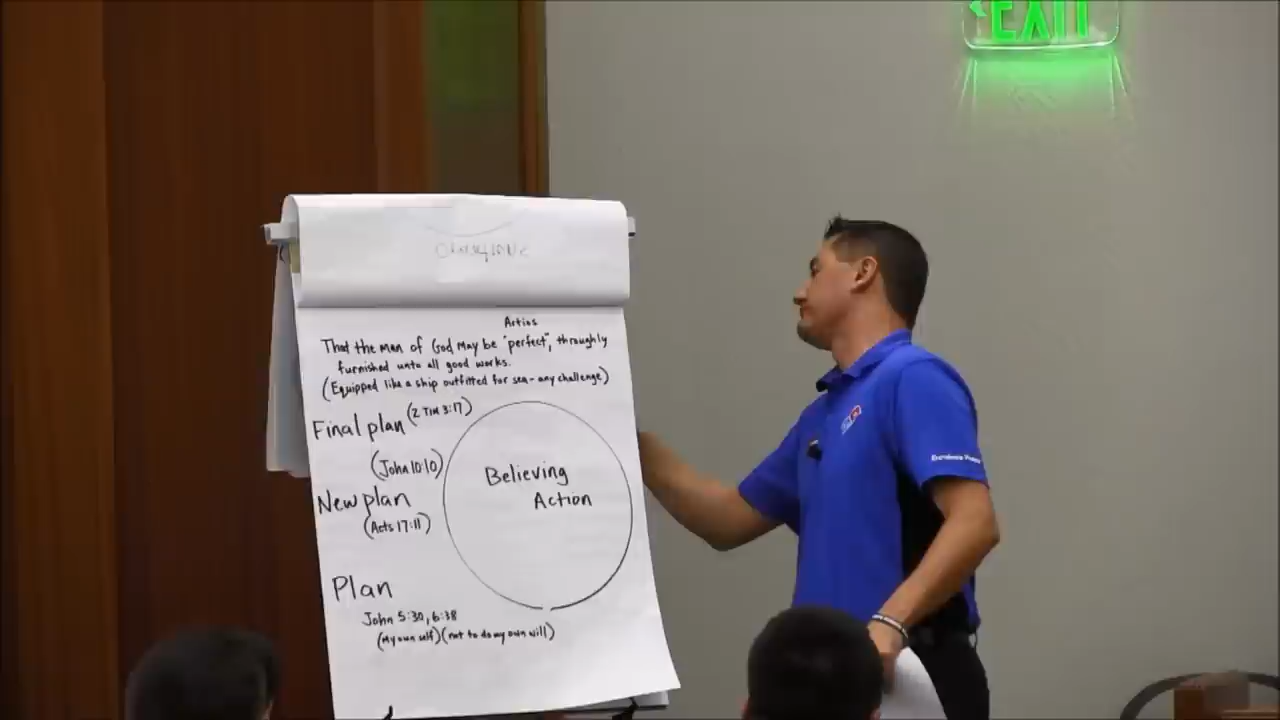 EXIT
Artios
That the man of God may be "perfect", throughly
furnished unto all good works.
(Equipped like a ship outfitted for sea - any challenge)
Final plan (2 TIM 3:17)
(John 10:10)
New plan
(Acts 17:11)
Believing
Action
Plan
John 5:30, 6:38
(My own self) (not to do my own will)